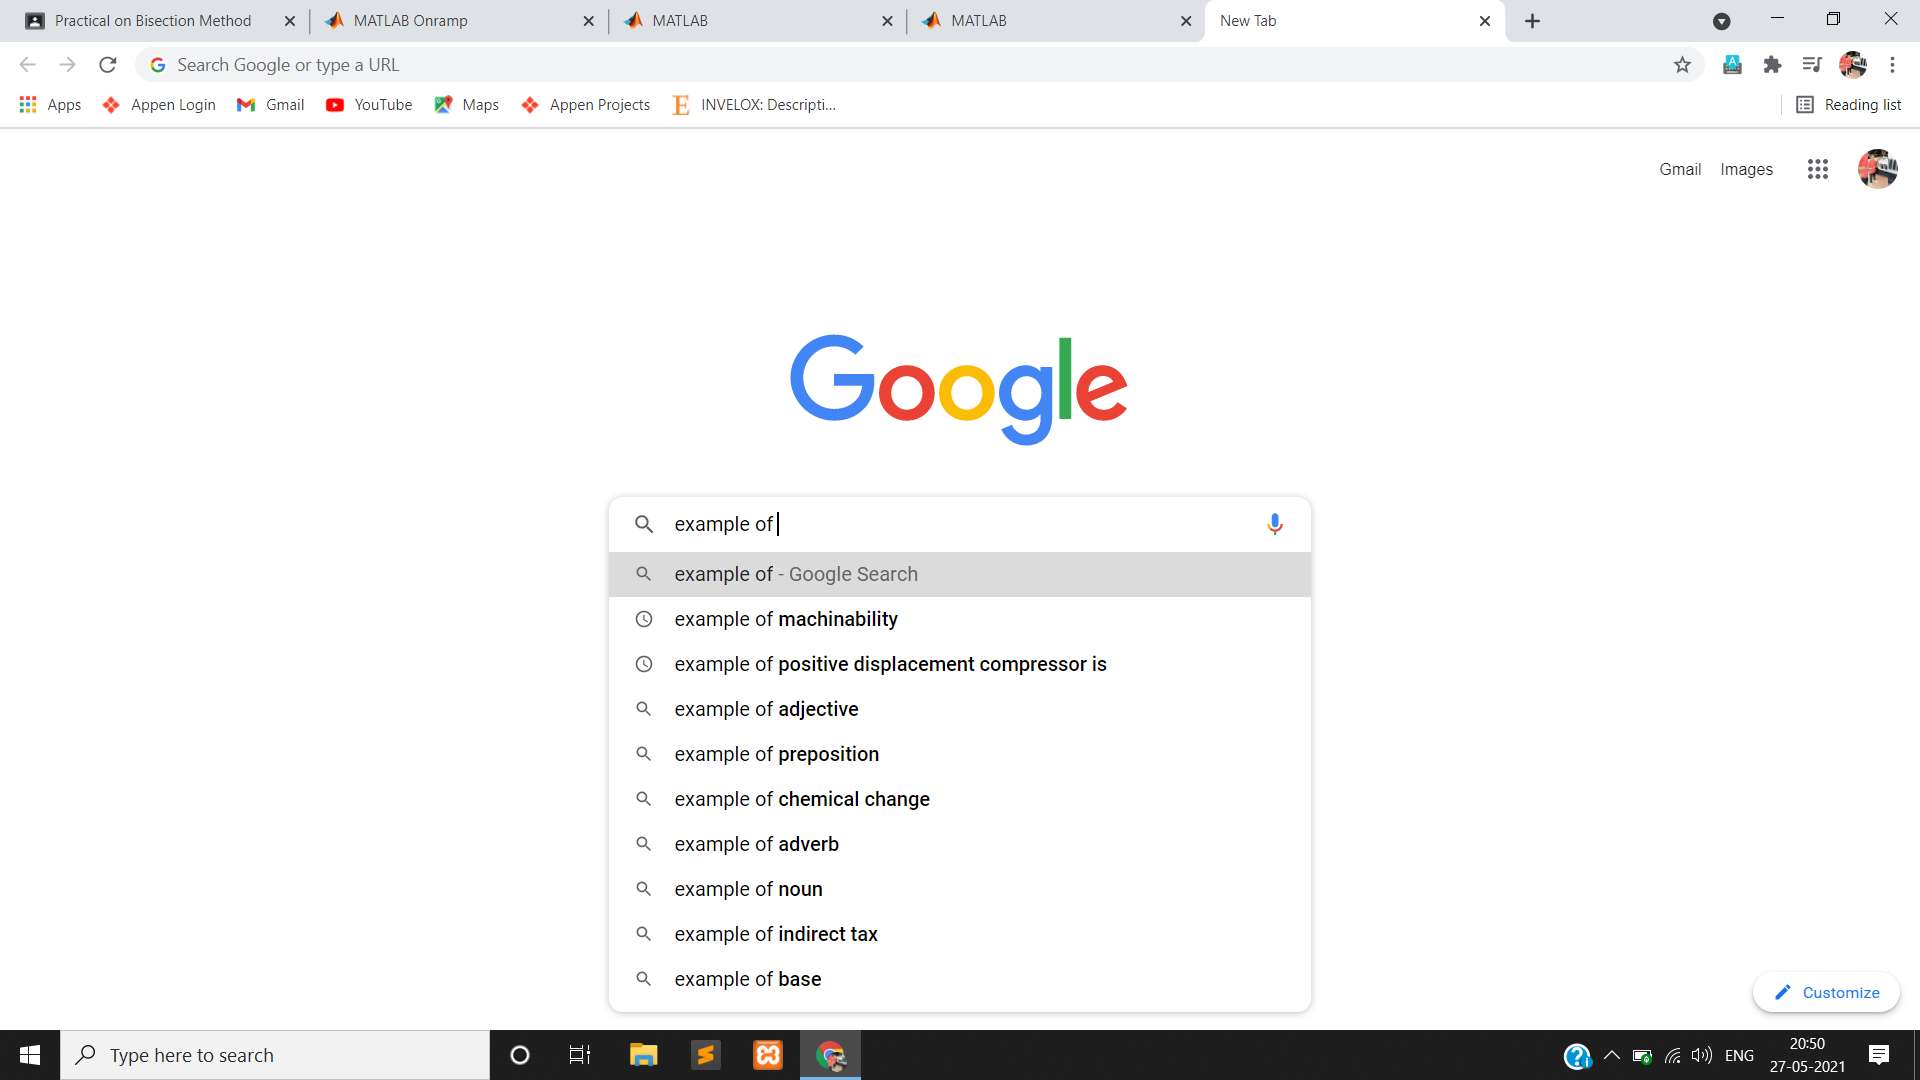 Practical on Bisection Method
MATLAB Onramp
MATLAB
MATLAB
New Tab
Search Google or type a URL
Apps
Appen Login
Gmail
YouTube
Maps
Appen Projects
INVELOX: Descripti...
Reading list
Gmail
Images
Google
example of
example of - Google Search
example of machinability
example of positive displacement compressor is
example of adjective
example of preposition
example of chemical change
example of adverb
example of noun
example of indirect tax
example of base
Customize
Type here to search
ENG
20:50
27-05-2021